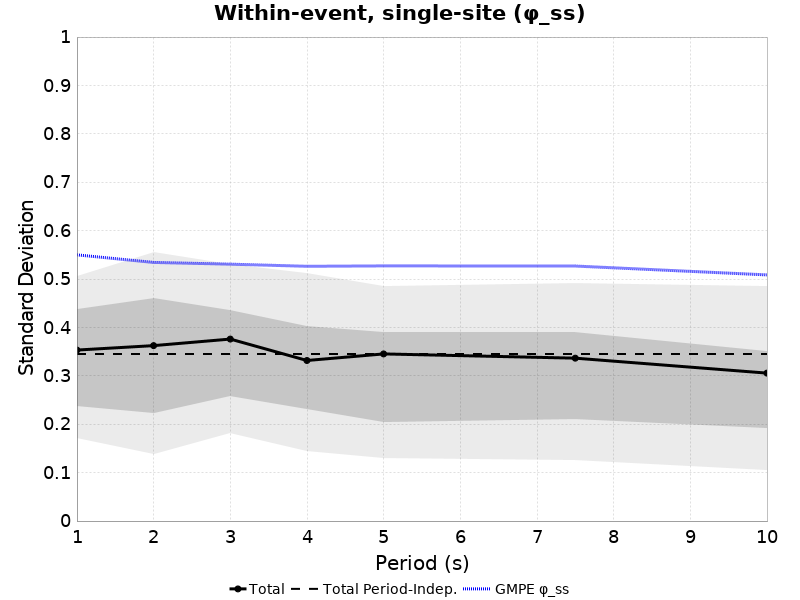 Within-event, single-site (φ_ss)
1
0.9
0.8
0.7
0.6
0.5
0.4
0.3
0.2
0.1
0
Standard Deviation
1 2 3 4 5 6 7 8 9 10
Period (s)
Total Total Period-Indep. GMPE φ_ss